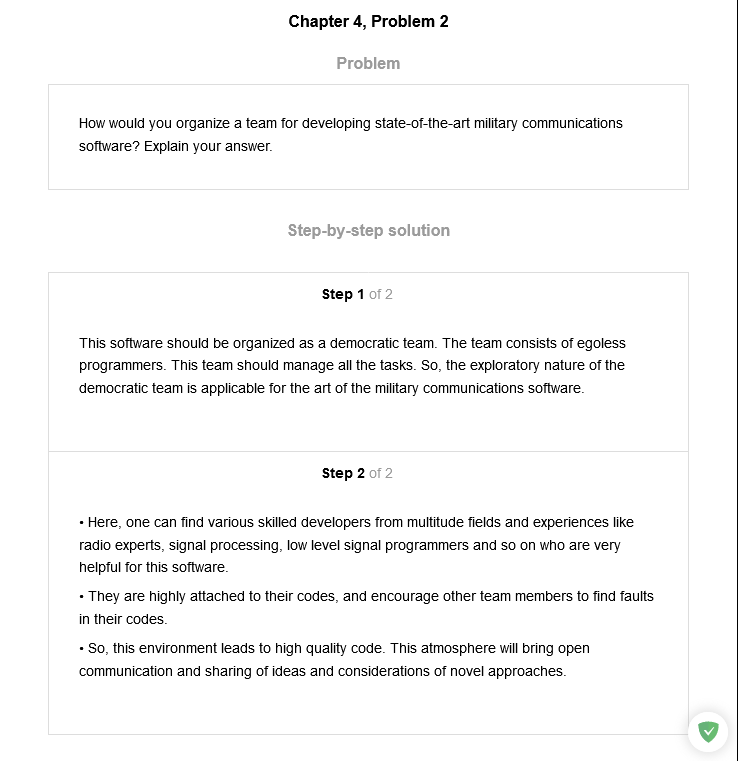 Chapter 4, Problem 2
Problem
How would you organize a team for developing state-of-the-art military communications
software? Explain your answer.
Step-by-step solution
Step 1 of 2
This software should be organized as a democratic team. The team consists of egoless
programmers. This team should manage all the tasks. So, the exploratory nature of the
democratic team is applicable for the art of the military communications software.
Step 2 of 2
• Here, one can find various skilled developers from multitude fields and experiences like
radio experts, signal processing, low level signal programmers and so on who are very
helpful for this software.
• They are highly attached to their codes, and encourage other team members to find faults
in their codes.
• So, this environment leads to high quality code. This atmosphere will bring open
communication and sharing of ideas and considerations of novel approaches.